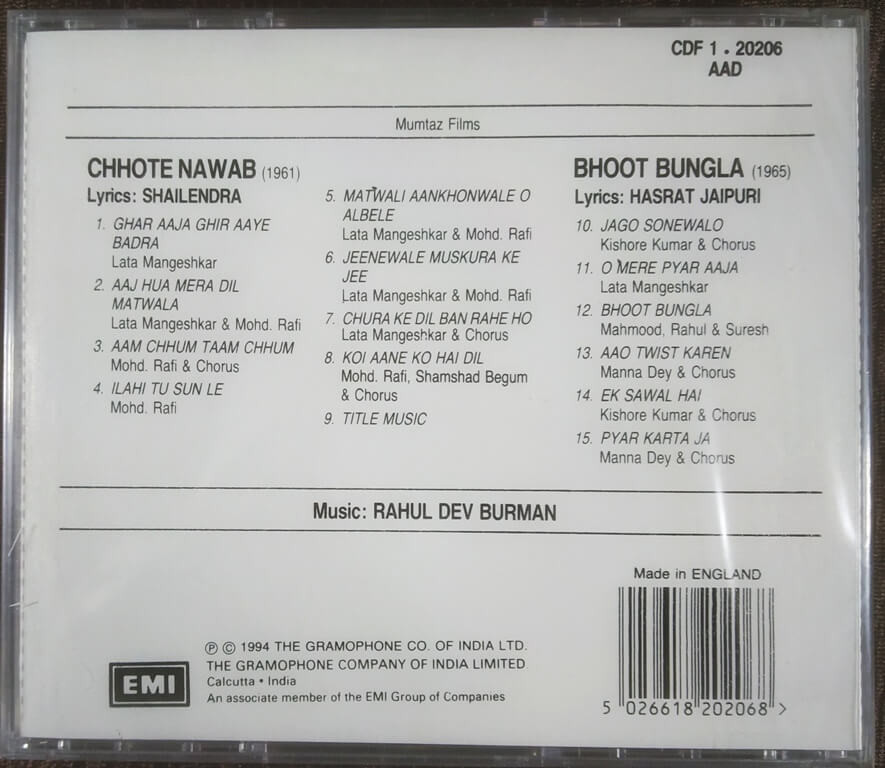 CDF 1 . 20206
AAD
Mumtaz Films
CHHOTE NAWAB (1961)
Lyrics: SHAILENDRA
1. GHAR AAJA GHIR AAYE
BADRA
Lata Mangeshkar
2. AAJ HUA MERA DIL
MATWALA
Lata Mangeshkar & Mohd. Rafi
3. AAM CHHUM TAAM CHHUM
Mohd. Rafi & Chorus
4. ILAHI TU SUN LE
Mohd. Rafi
5. MATWALI AANKHONWALE O
ALBELE
Lata Mangeshkar & Mohd. Rafi
6. JEENEWALE MUSKURA KE
JEE
Lata Mangeshkar & Mohd. Rafi
7. CHURA KE DIL BAN RAHE HO
Lata Mangeshkar & Chorus
8. KOI AANE KO HAI DIL
Mohd. Rafi, Shamshad Begum
& Chorus
9. TITLE MUSIC
BHOOT BUNGLA (1965)
Lyrics: HASRAT JAIPURI
10. JAGO SONEWALO
Kishore Kumar & Chorus
11. O MERE PYAR AAJA
Lata Mangeshkar
12. BHOOT BUNGLA
Mahmood, Rahul & Suresh
13. AAO TWIST KAREN
Manna Dey & Chorus
14. EK SAWAL HAI
Kishore Kumar & Chorus
15. PYAR KARTA JA
Manna Dey & Chorus
Music: RAHUL DEV BURMAN
Made in ENGLAND
5 026618 202068 >
EMI
℗ © 1994 THE GRAMOPHONE CO. OF INDIA LTD.
THE GRAMOPHONE COMPANY OF INDIA LIMITED
Calcutta • India
An associate member of the EMI Group of Companies